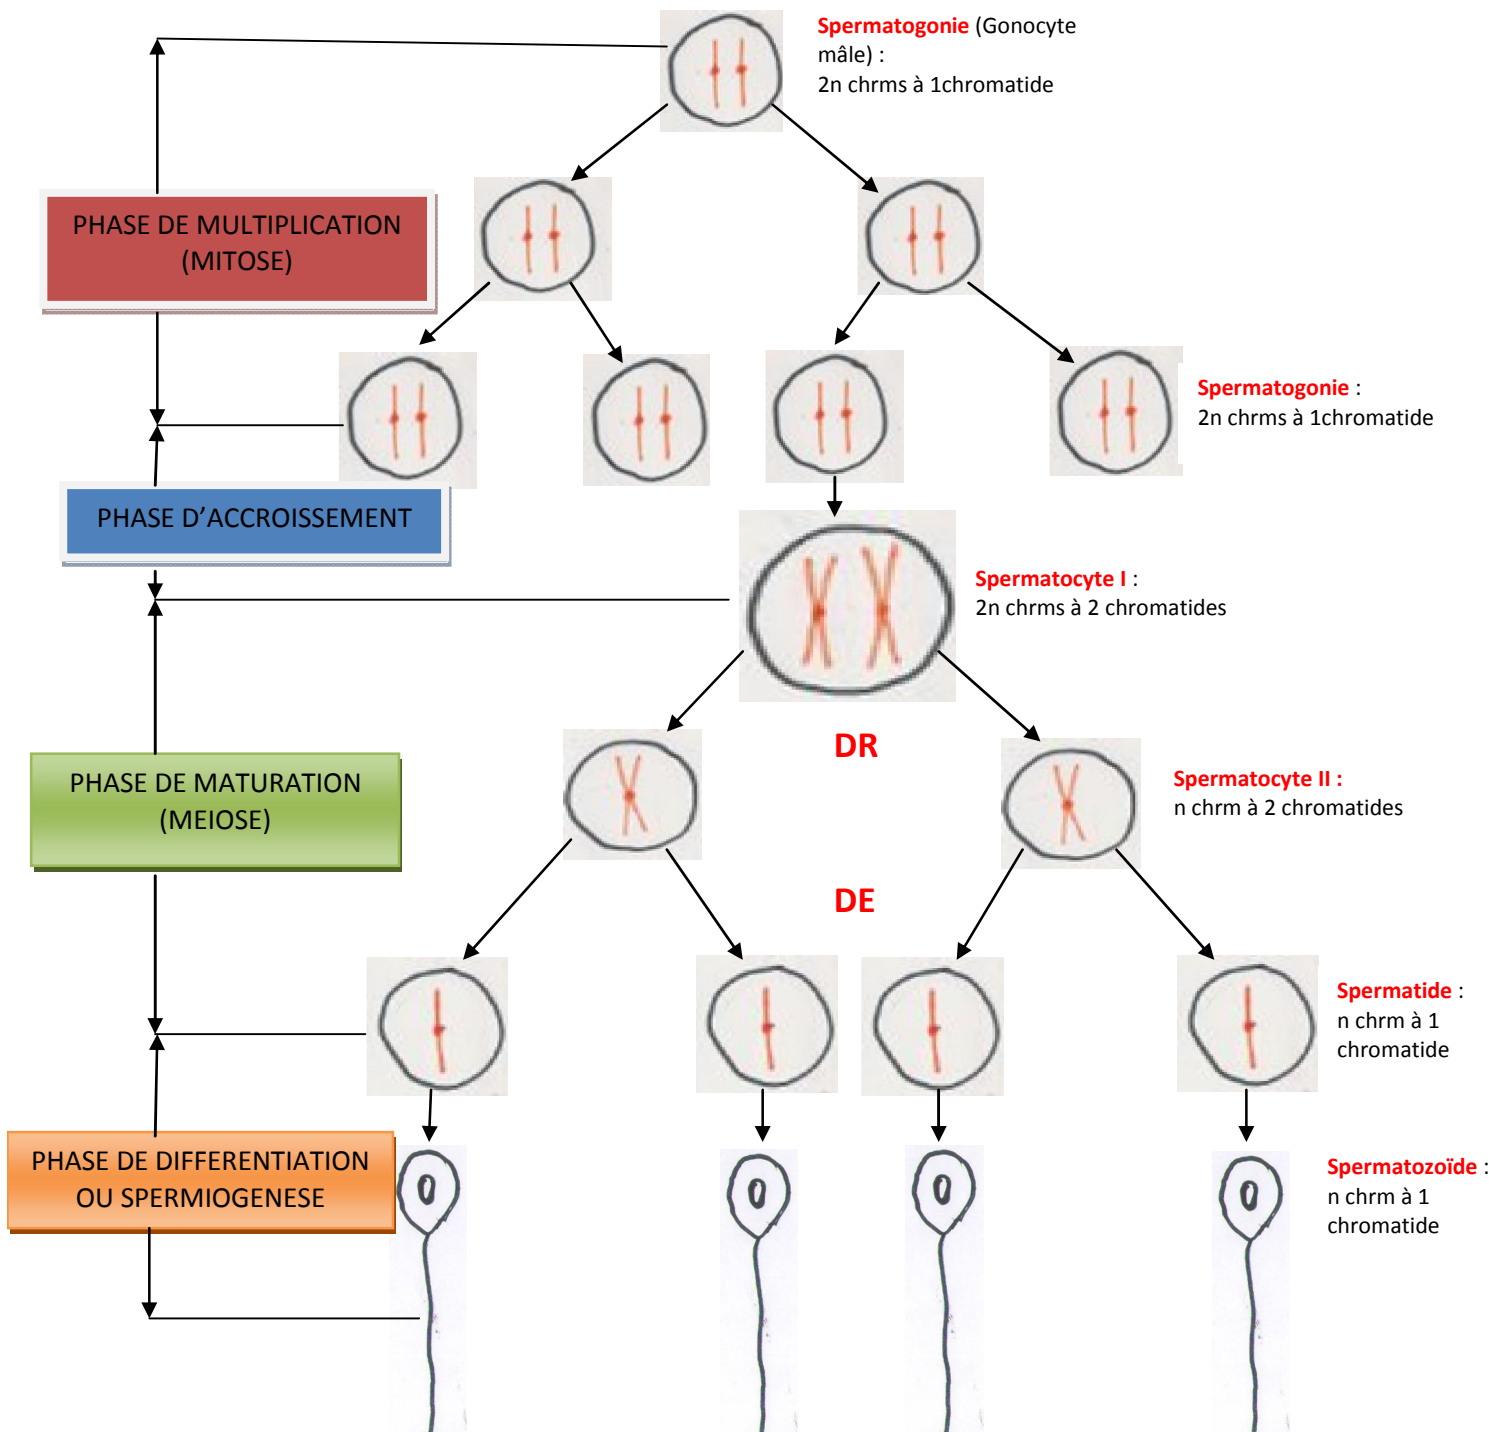 Spermatogonie (Gonocyte
mâle) :
2n chrms à 1chromatide
PHASE DE MULTIPLICATION
(MITOSE)
Spermatogonie :
2n chrms à 1chromatide
PHASE D’ACCROISSEMENT
Spermatocyte I :
2n chrms à 2 chromatides
DR
PHASE DE MATURATION
(MEIOSE)
Spermatocyte II :
n chrm à 2 chromatides
DE
Spermatide :
n chrm à 1
chromatide
PHASE DE DIFFERENTIATION
OU SPERMIOGENESE
Spermatozoïde :
n chrm à 1
chromatide